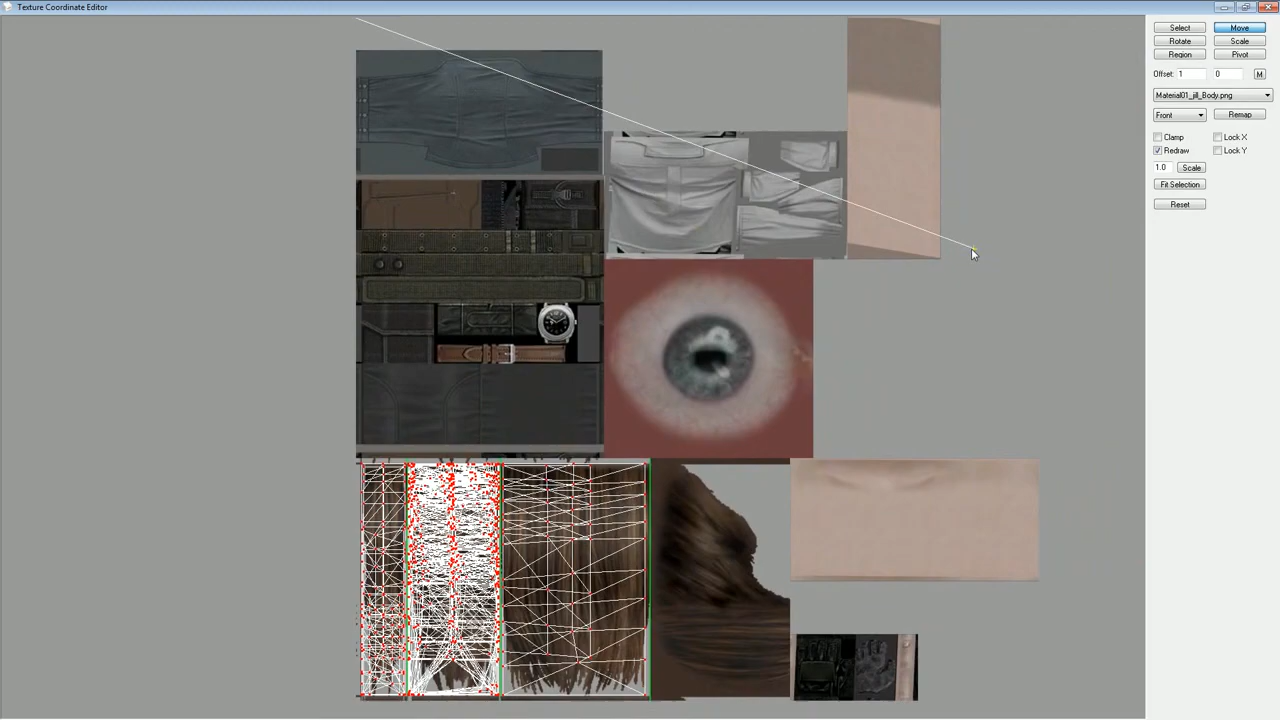 Texture Coordinate Editor
Select Move
Rotate Scale
Region Pivot
Offset: 1 0 M
Material01_jill_Body.png
Front Remap
Clamp Lock X
Redraw Lock Y
1.0 Scale
Fit Selection
Reset